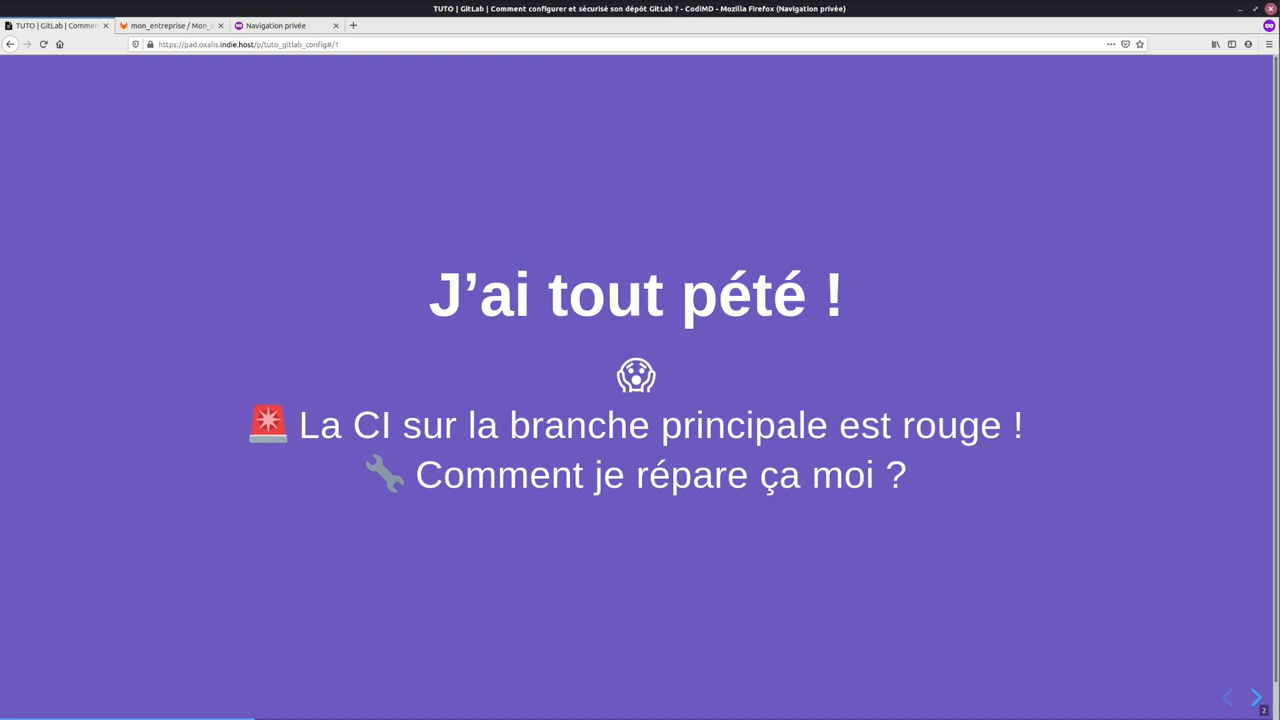 TUTO | GitLab | Comment configurer et sécurisé son dépôt GitLab ? - CodiMD - Mozilla Firefox (Navigation privée)
TUTO | GitLab | Commen
mon_entreprise / Mon_a
Navigation privée
https://pad.oxalis.indie.host/p/tuto_gitlab_config#/1
J’ai tout pété !
😱
🚨 La CI sur la branche principale est rouge !
🔧 Comment je répare ça moi ?
2